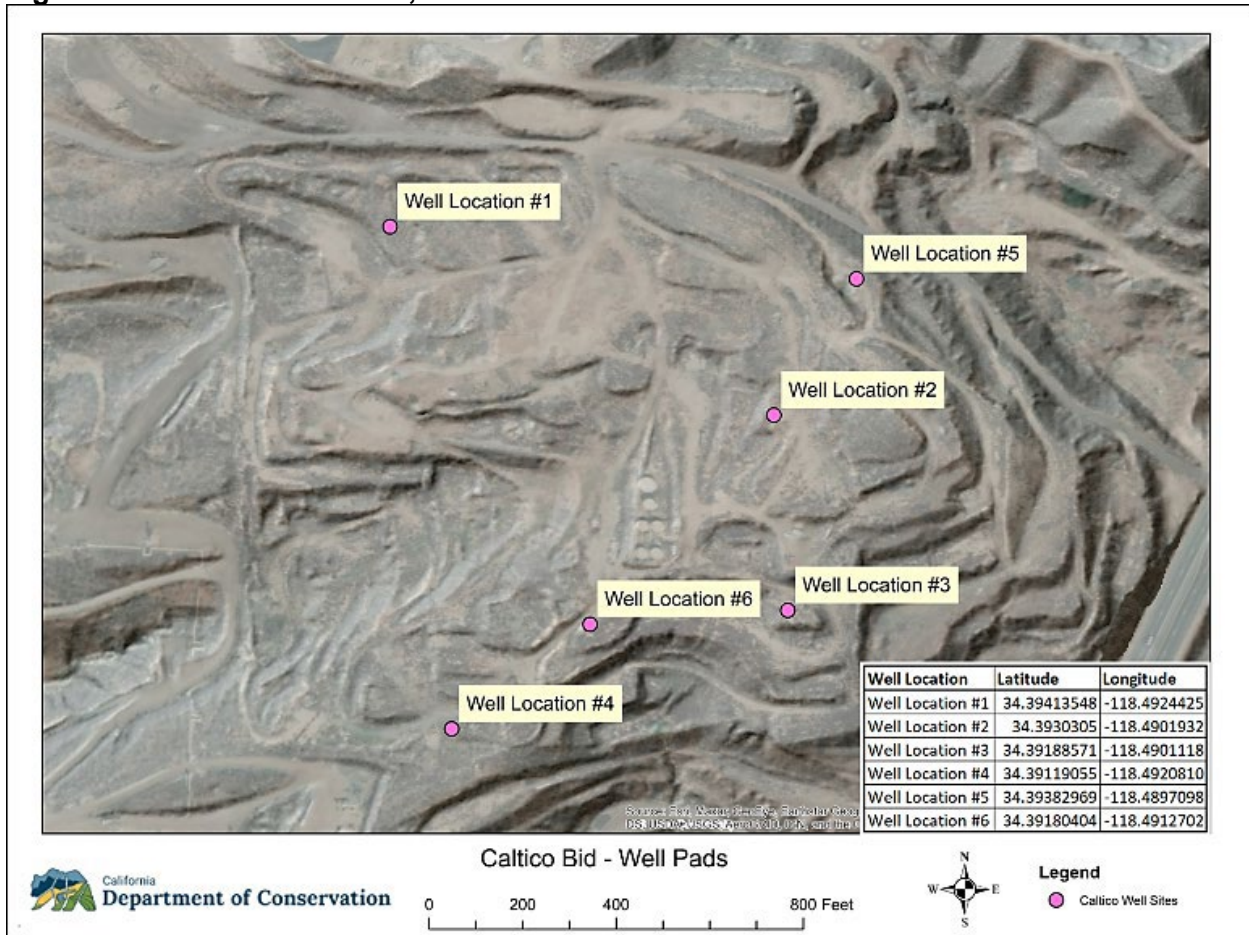 Well Location #1
Well Location #5
Well Location #2
Well Location #3
Well Location #6
Well Location #4
Well Location Latitude Longitude
Well Location #1 34.39413548 -118.4924425
Well Location #2 34.3930305 -118.4901932
Well Location #3 34.39188571 -118.4901118
Well Location #4 34.39119055 -118.4920810
Well Location #5 34.39382969 -118.4897098
Well Location #6 34.39180404 -118.4912702
Caltico Bid - Well Pads
California
Department of Conservation
0 200 400 800 Feet
N
W E
S
Legend
Caltico Well Sites